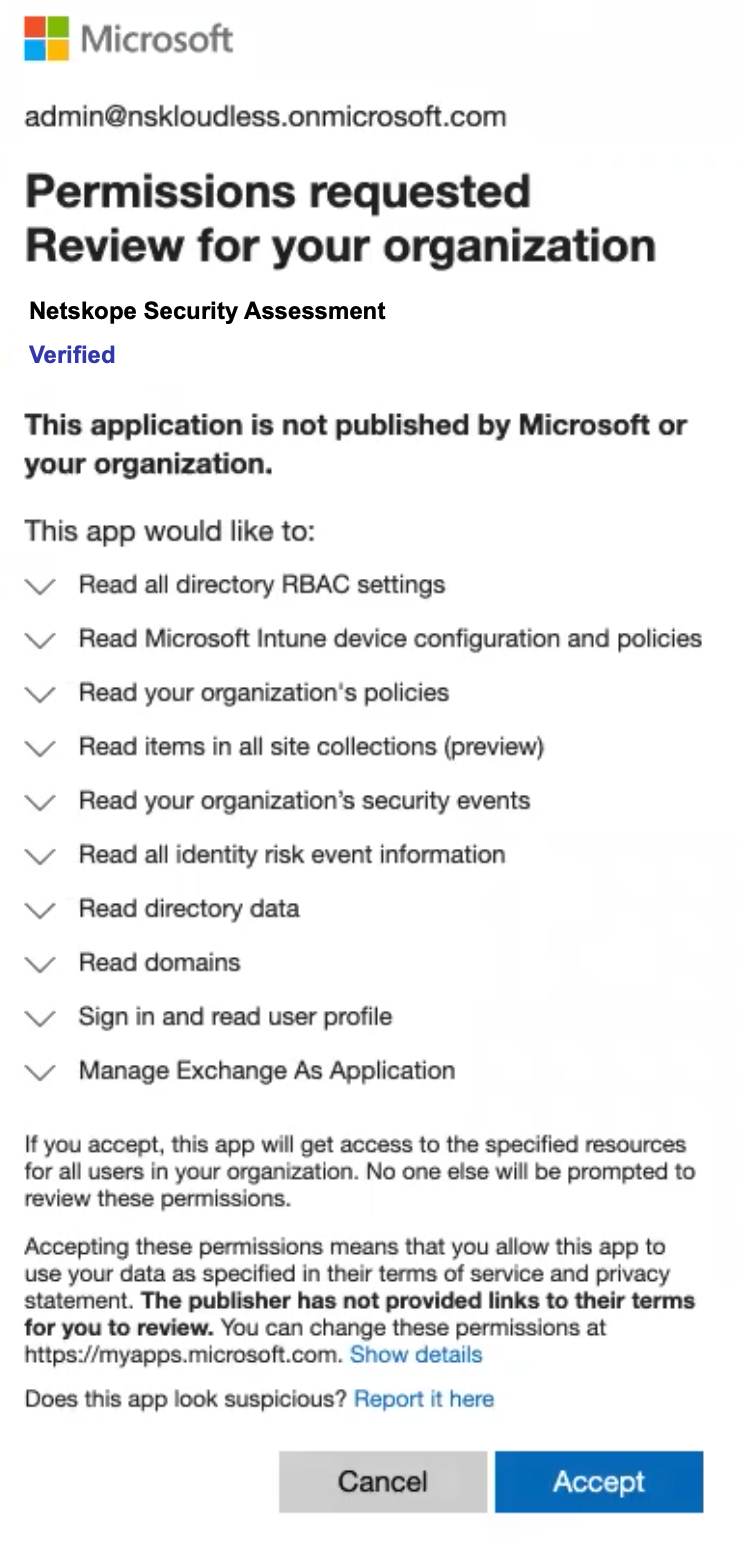 Microsoft
admin@nskloudless.onmicrosoft.com
Permissions requested
Review for your organization
Netskope Security Assessment
Verified
This application is not published by Microsoft or
your organization.
This app would like to:
Read all directory RBAC settings
Read Microsoft Intune device configuration and policies
Read your organization's policies
Read items in all site collections (preview)
Read your organization’s security events
Read all identity risk event information
Read directory data
Read domains
Sign in and read user profile
Manage Exchange As Application
If you accept, this app will get access to the specified resources
for all users in your organization. No one else will be prompted to
review these permissions.
Accepting these permissions means that you allow this app to
use your data as specified in their terms of service and privacy
statement. The publisher has not provided links to their terms
for you to review. You can change these permissions at
https://myapps.microsoft.com. Show details
Does this app look suspicious? Report it here
Cancel Accept